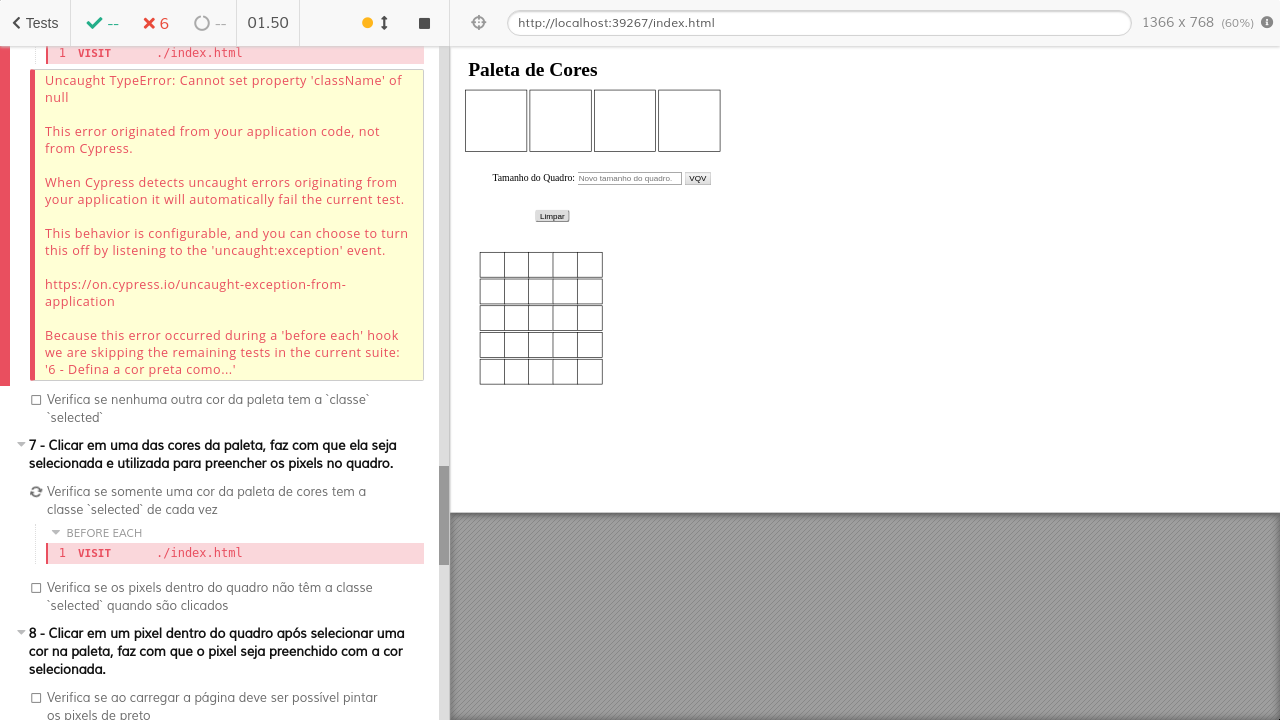 Tests
--
6
--
01.50
http://localhost:39267/index.html
1366 x 768 (60%)
1 VISIT ./index.html
Uncaught TypeError: Cannot set property 'className' of
null
This error originated from your application code, not
from Cypress.
When Cypress detects uncaught errors originating from
your application it will automatically fail the current test.
This behavior is configurable, and you can choose to turn
this off by listening to the 'uncaught:exception' event.
https://on.cypress.io/uncaught-exception-from-
application
Because this error occurred during a 'before each' hook
we are skipping the remaining tests in the current suite:
'6 - Defina a cor preta como...'
Verifica se nenhuma outra cor da paleta tem a `classe`
`selected`
7 - Clicar em uma das cores da paleta, faz com que ela seja
selecionada e utilizada para preencher os pixels no quadro.
Verifica se somente uma cor da paleta de cores tem a
classe `selected` de cada vez
BEFORE EACH
1 VISIT ./index.html
Verifica se os pixels dentro do quadro não têm a classe
`selected` quando são clicados
8 - Clicar em um pixel dentro do quadro após selecionar uma
cor na paleta, faz com que o pixel seja preenchido com a cor
selecionada.
Verifica se ao carregar a página deve ser possível pintar
os pixels de preto
Paleta de Cores
Tamanho do Quadro: Novo tamanho do quadro. VQV
Limpar